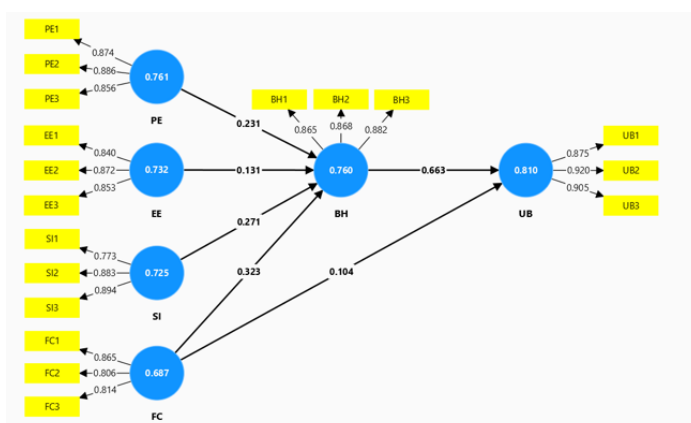 PE1
0.874
PE2
0.886
PE3
0.856
0.761
PE
EE1
0.840
EE2
0.872
EE3
0.853
0.732
EE
SI1
0.773
SI2
0.883
SI3
0.894
0.725
SI
FC1
0.865
FC2
0.806
FC3
0.814
0.687
FC
0.231
0.131
0.271
0.323
0.104
BH1
BH2
BH3
0.865
0.868
0.882
0.760
BH
0.663
0.810
UB
0.875
UB1
0.920
UB2
0.905
UB3